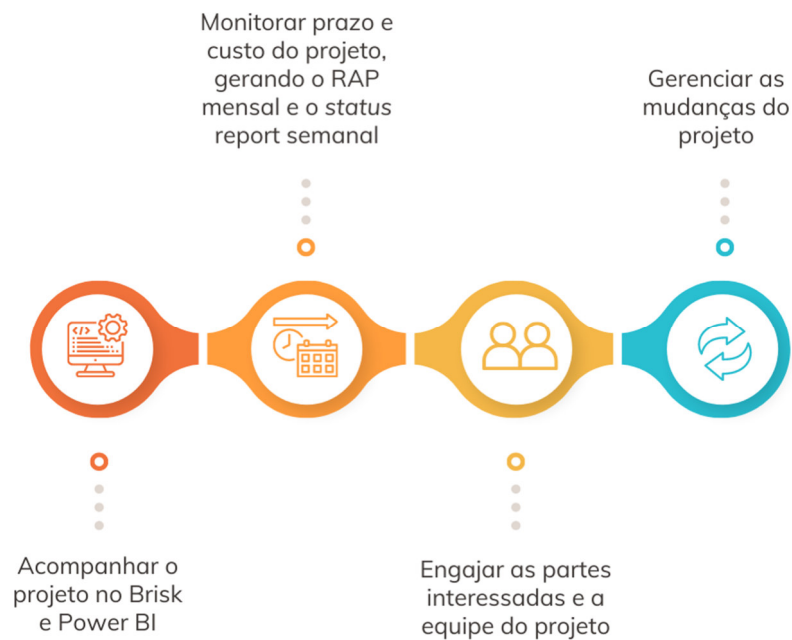 Monitorar prazo e
custo do projeto,
gerando o RAP
mensal e o status
report semanal
Gerenciar as
mudanças do
projeto
Acompanhar o
projeto no Brisk
e Power BI
Engajar as partes
interessadas e a
equipe do projeto